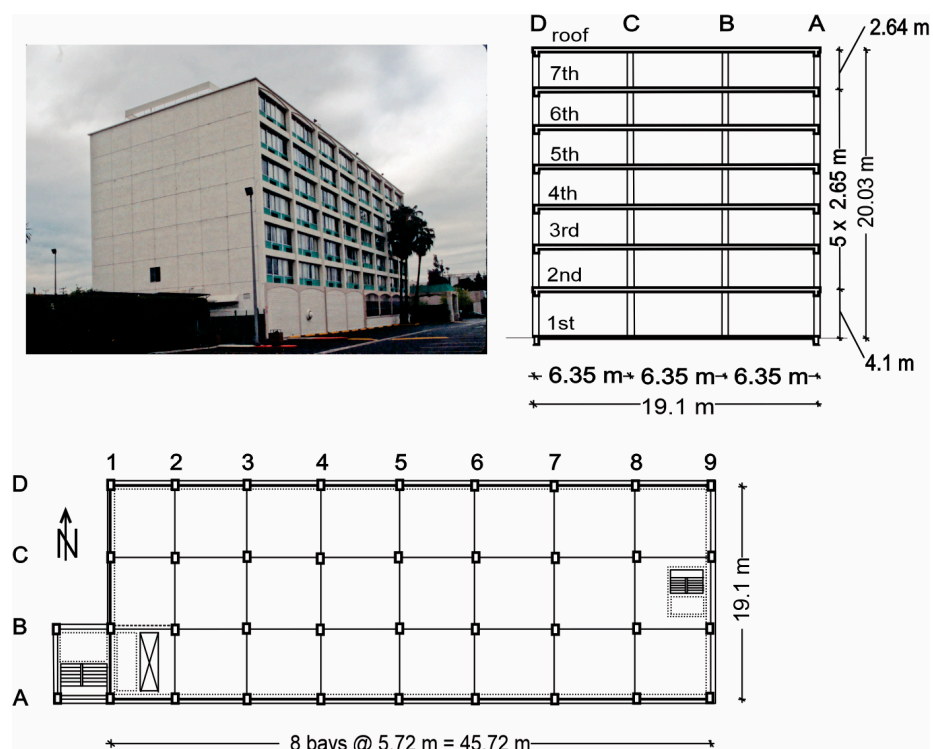 D C B A
roof
2.64 m
7th
6th
5th
4th
3rd
2nd
1st
5 x 2.65 m
20.03 m
4.1 m
6.35 m 6.35 m 6.35 m
19.1 m
1 2 3 4 5 6 7 8 9
D
N
C
B
A
19.1 m
8 bays @ 5.72 m = 45.72 m